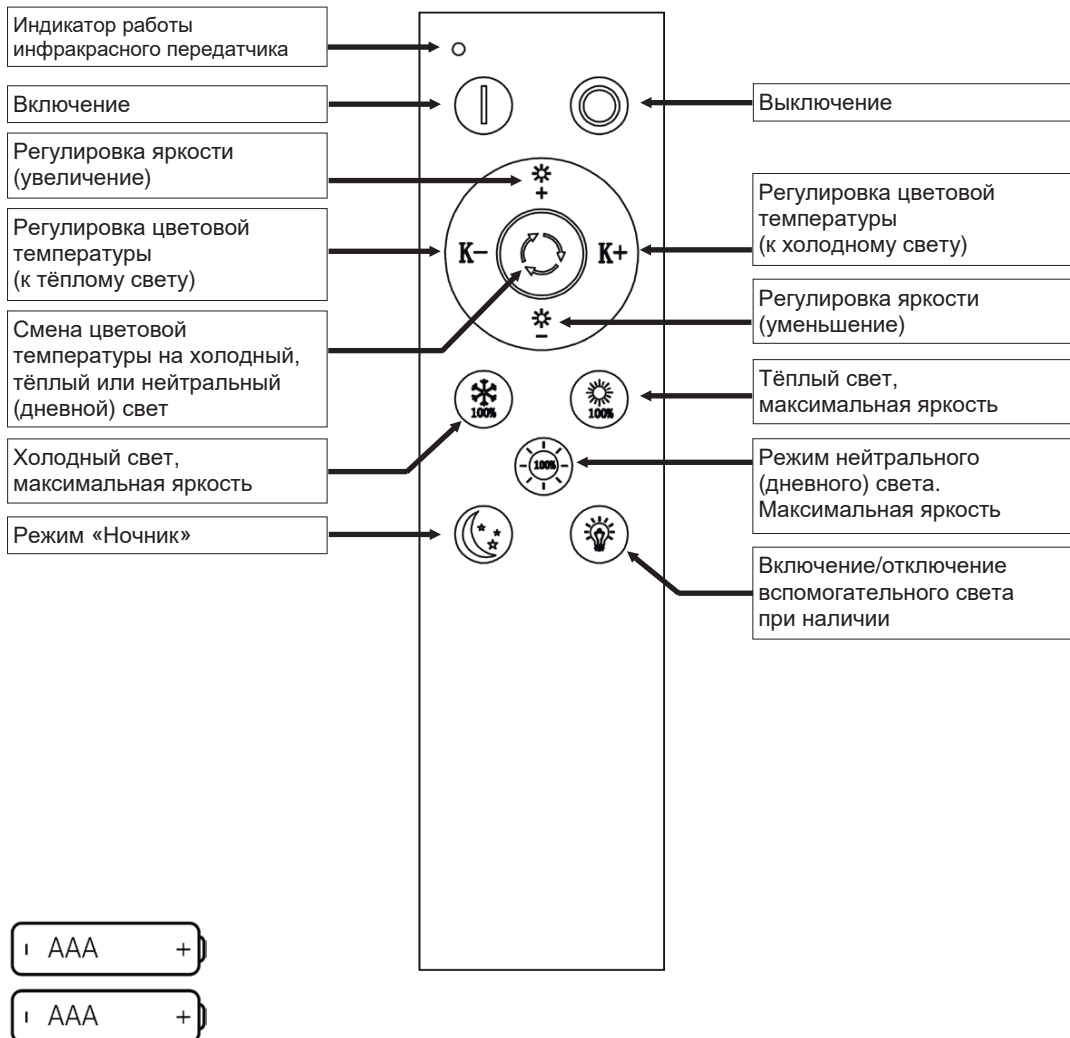 Индикатор работы
инфракрасного передатчика
Включение
Регулировка яркости
(увеличение)
Регулировка цветовой
температуры
(к тёплому свету)
Смена цветовой
температуры на холодный,
тёплый или нейтральный
(дневной) свет
Холодный свет,
максимальная яркость
Режим «Ночник»
+
K−
K+
−
100%
100%
100%
Выключение
Регулировка цветовой
температуры
(к холодному свету)
Регулировка яркости
(уменьшение)
Тёплый свет,
максимальная яркость
Режим нейтрального
(дневного) света.
Максимальная яркость
Включение/отключение
вспомогательного света
при наличии
- AAA +
- AAA +